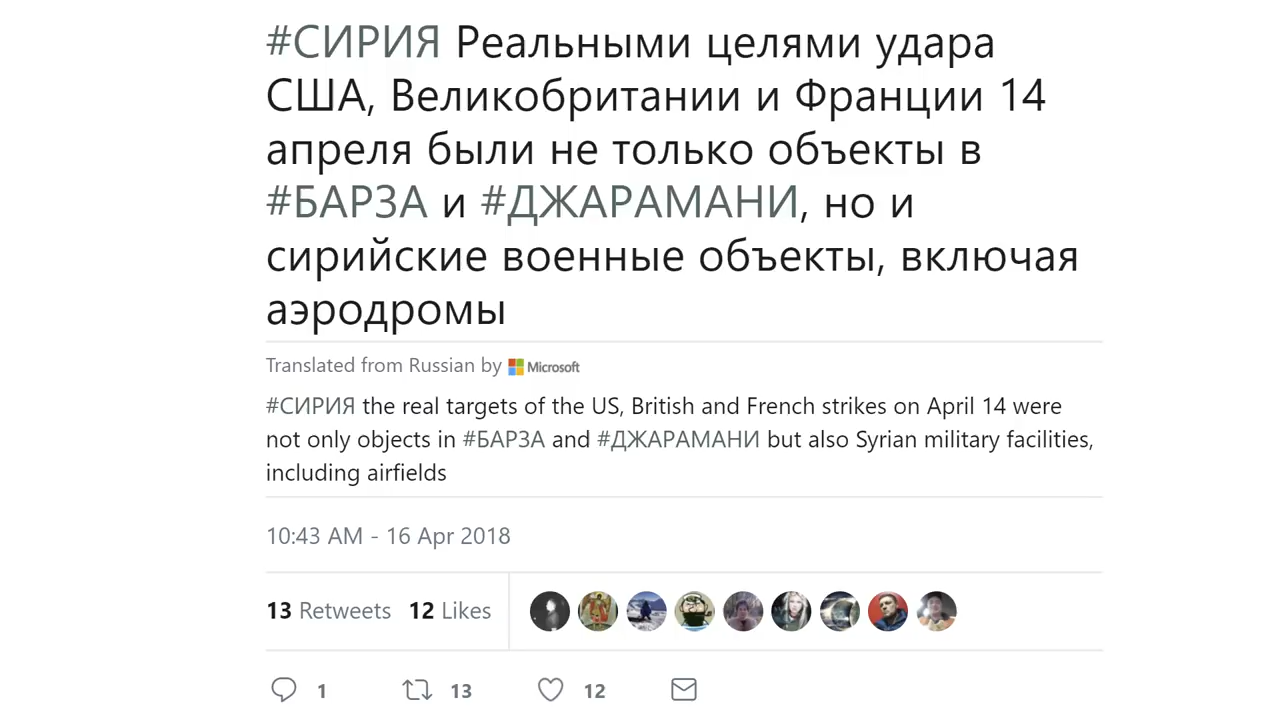 #СИРИЯ Реальными целями удара
США, Великобритании и Франции 14
апреля были не только объекты в
#БАРЗА и #ДЖАРАМАНИ, но и
сирийские военные объекты, включая
аэродромы
Translated from Russian by Microsoft
#СИРИЯ the real targets of the US, British and French strikes on April 14 were
not only objects in #БАРЗА and #ДЖАРАМАНИ but also Syrian military facilities,
including airfields
10:43 AM - 16 Apr 2018
13 Retweets 12 Likes
1 13 12